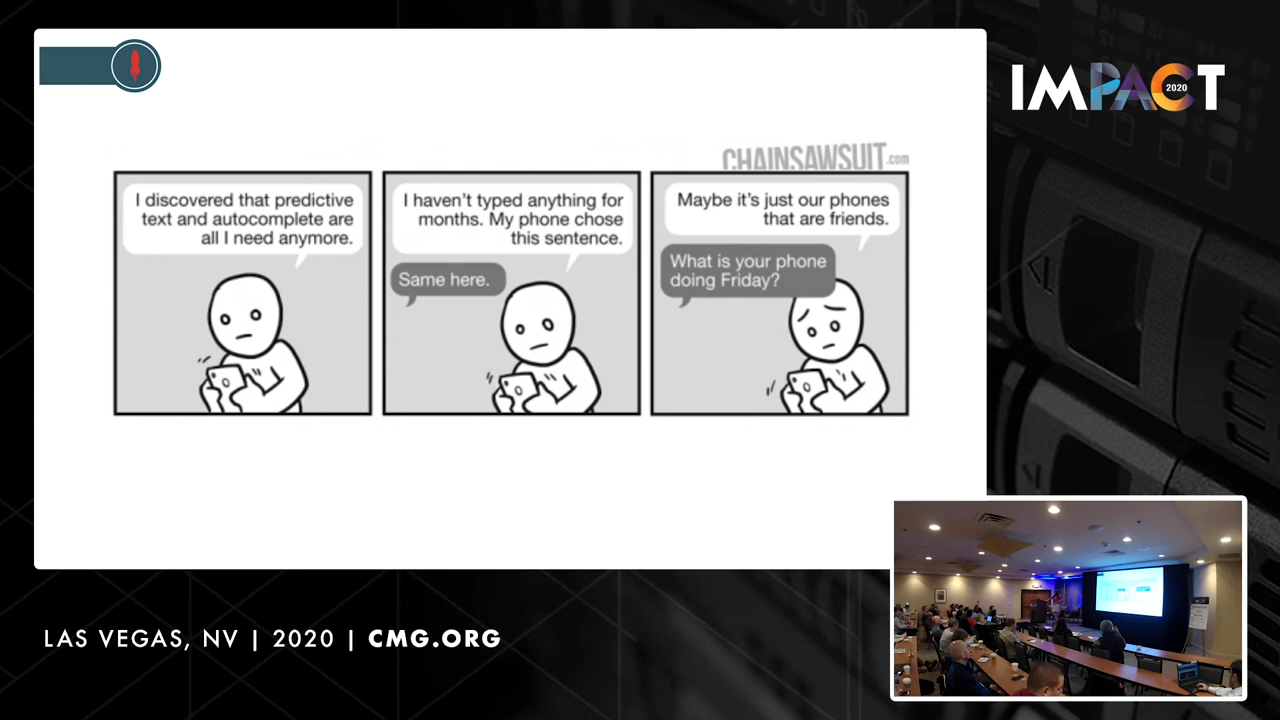 IMPACT
2020
CHAINSAWSUIT.com
I discovered that predictive
text and autocomplete are
all I need anymore.
I haven't typed anything for
months. My phone chose
this sentence.
Same here.
Maybe it's just our phones
that are friends.
What is your phone
doing Friday?
LAS VEGAS, NV | 2020 | CMG.ORG